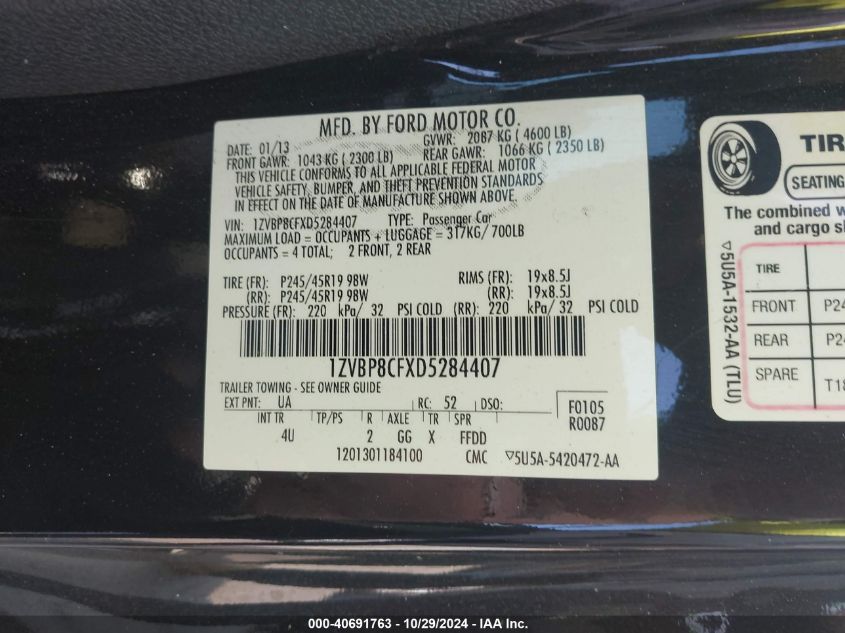 MFD. BY FORD MOTOR CO.
DATE: 01/13 GVWR: 2087 KG ( 4600 LB)
FRONT GAWR: 1043 KG ( 2300 LB) REAR GAWR: 1066 KG ( 2350 LB)
THIS VEHICLE CONFORMS TO ALL APPLICABLE FEDERAL MOTOR
VEHICLE SAFETY, BUMPER, AND THEFT PREVENTION STANDARDS
IN EFFECT ON THE DATE OF MANUFACTURE SHOWN ABOVE.
VIN: 1ZVBP8CFXD5284407 TYPE: Passenger Car
MAXIMUM LOAD = OCCUPANTS + LUGGAGE = 317KG/700LB
OCCUPANTS = 4 TOTAL; 2 FRONT, 2 REAR
TIRE (FR): P245/45R19 98W RIMS (FR): 19x8.5J
(RR): P245/45R19 98W (RR): 19x8.5J
PRESSURE (FR): 220 kPa/ 32 PSI COLD (RR): 220 kPa/ 32 PSI COLD
1ZVBP8CFXD5284407
TRAILER TOWING - SEE OWNER GUIDE
EXT PNT: UA RC: 52 DSO:
INT TR TP/PS R AXLE TR SPR
4U 2 GG X FFDD
F0105
R0087
1201301184100 CMC ▽5U5A-5420472-AA
TIR
SEATING
The combined w
and cargo sh
TIRE
FRONT P24
REAR P24
SPARE T18
▽5U5A-1532-AA (TLU)
000-40691763 - 10/29/2024 - IAA Inc.